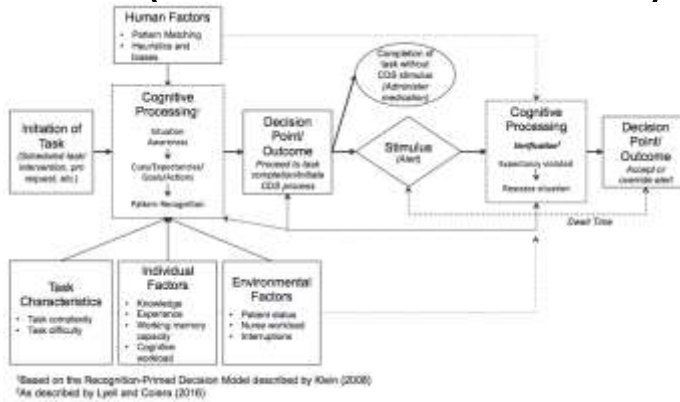 Human Factors
• Pattern Matching
• Heuristics and
biases
Completion of
task without
CDS stimulus
(Administer
medication)
Initiation of
Task
(Scheduled task/
intervention, prn
request, etc.)
Cognitive
Processing¹
Situation
Awareness
Cues/Expectancies/
Goals/Actions
Pattern Recognition
Decision
Point/
Outcome
Proceed to task
completion/initiate
CDS process
Stimulus
(Alert)
Cognitive
Processing
Verification²
Expectancy violated
Reassess situation
Decision
Point/
Outcome
Accept or
override alert
Dwell Time
Task
Characteristics
• Task complexity
• Task difficulty
Individual
Factors
• Knowledge
• Experience
• Working memory
capacity
• Cognitive
workload
Environmental
Factors
• Patient status
• Nurse workload
• Interruptions
¹Based on the Recognition-Primed Decision Model described by Klein (2008)
²As described by Lyell and Coiera (2016)